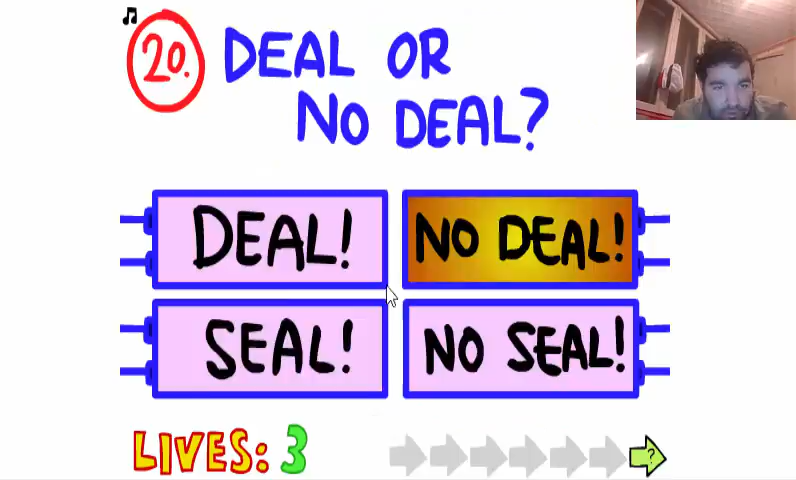 20. DEAL OR
NO DEAL?
DEAL! NO DEAL!
SEAL! NO SEAL!
LIVES: 3
?